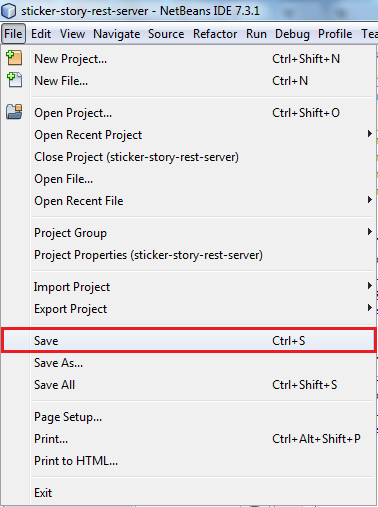 sticker-story-rest-server - NetBeans IDE 7.3.1
File Edit View Navigate Source Refactor Run Debug Profile Tea
New Project... Ctrl+Shift+N
New File... Ctrl+N
Open Project... Ctrl+Shift+O
Open Recent Project
Close Project (sticker-story-rest-server)
Open File...
Open Recent File
Project Group
Project Properties (sticker-story-rest-server)
Import Project
Export Project
Save Ctrl+S
Save As...
Save All Ctrl+Shift+S
Page Setup...
Print... Ctrl+Alt+Shift+P
Print to HTML...
Exit